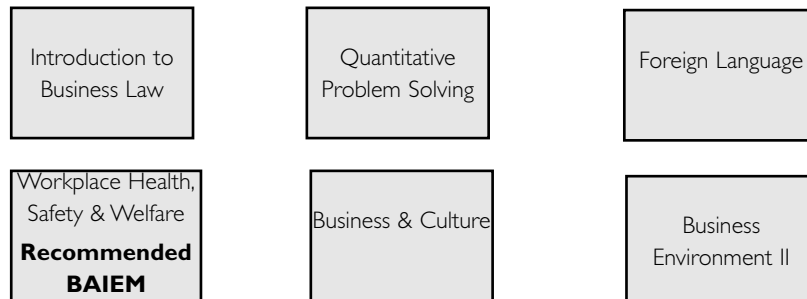 Introduction to
Business Law
Quantitative
Problem Solving
Foreign Language
Workplace Health,
Safety & Welfare
Recommended
BAIEM
Business & Culture
Business
Environment II